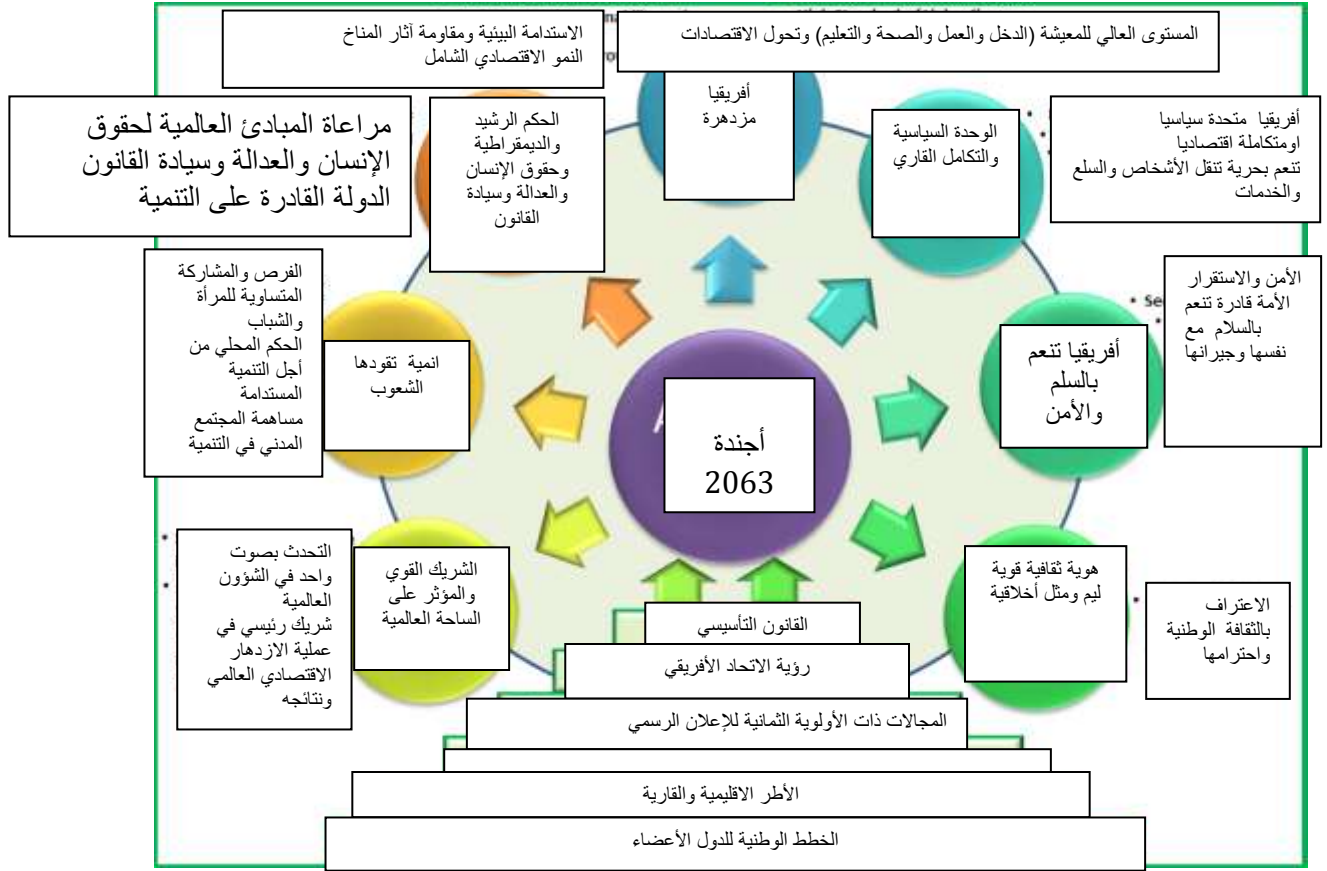 المستوى العالي للمعيشة (الدخل والعمل والصحة والتعليم) وتحول الاقتصادات
الاستدامة البيئية ومقاومة آثار المناخ
النمو الاقتصادي الشامل
أفريقيا
مزدهرة
الوحدة السياسية
والتكامل القاري
أفريقيا متحدة سياسيا
اومتكاملة اقتصاديا
تنعم بحرية تنقل الأشخاص والسلع
والخدمات
الحكم الرشيد
والديمقراطية
وحقوق الإنسان
والعدالة وسيادة
القانون
مراعاة المبادئ العالمية لحقوق
الإنسان والعدالة وسيادة القانون
الدولة القادرة على التنمية
الأمن والاستقرار
الأمة قادرة تنعم
بالسلام مع
نفسها وجيرانها
Se
أفريقيا تنعم
بالسلم
والأمن
الفرص والمشاركة
المتساوية للمرأة
والشباب
الحكم المحلي من
أجل التنمية
المستدامة
مساهمة المجتمع
المدني في التنمية
انمية تقودها
الشعوب
A
أجندة
2063
التحدث بصوت
واحد في الشؤون
العالمية
شريك رئيسي في
عملية الازدهار
الاقتصادي العالمي
ونتائجه
الشريك القوي
والمؤثر على
الساحة العالمية
هوية ثقافية قوية
ليم ومثل أخلاقية
الاعتراف
بالثقافة الوطنية
واحترامها
القانون التأسيسي
رؤية الاتحاد الأفريقي
المجالات ذات الأولوية الثمانية للإعلان الرسمي
الأطر الاقليمية والقارية
الخطط الوطنية للدول الأعضاء